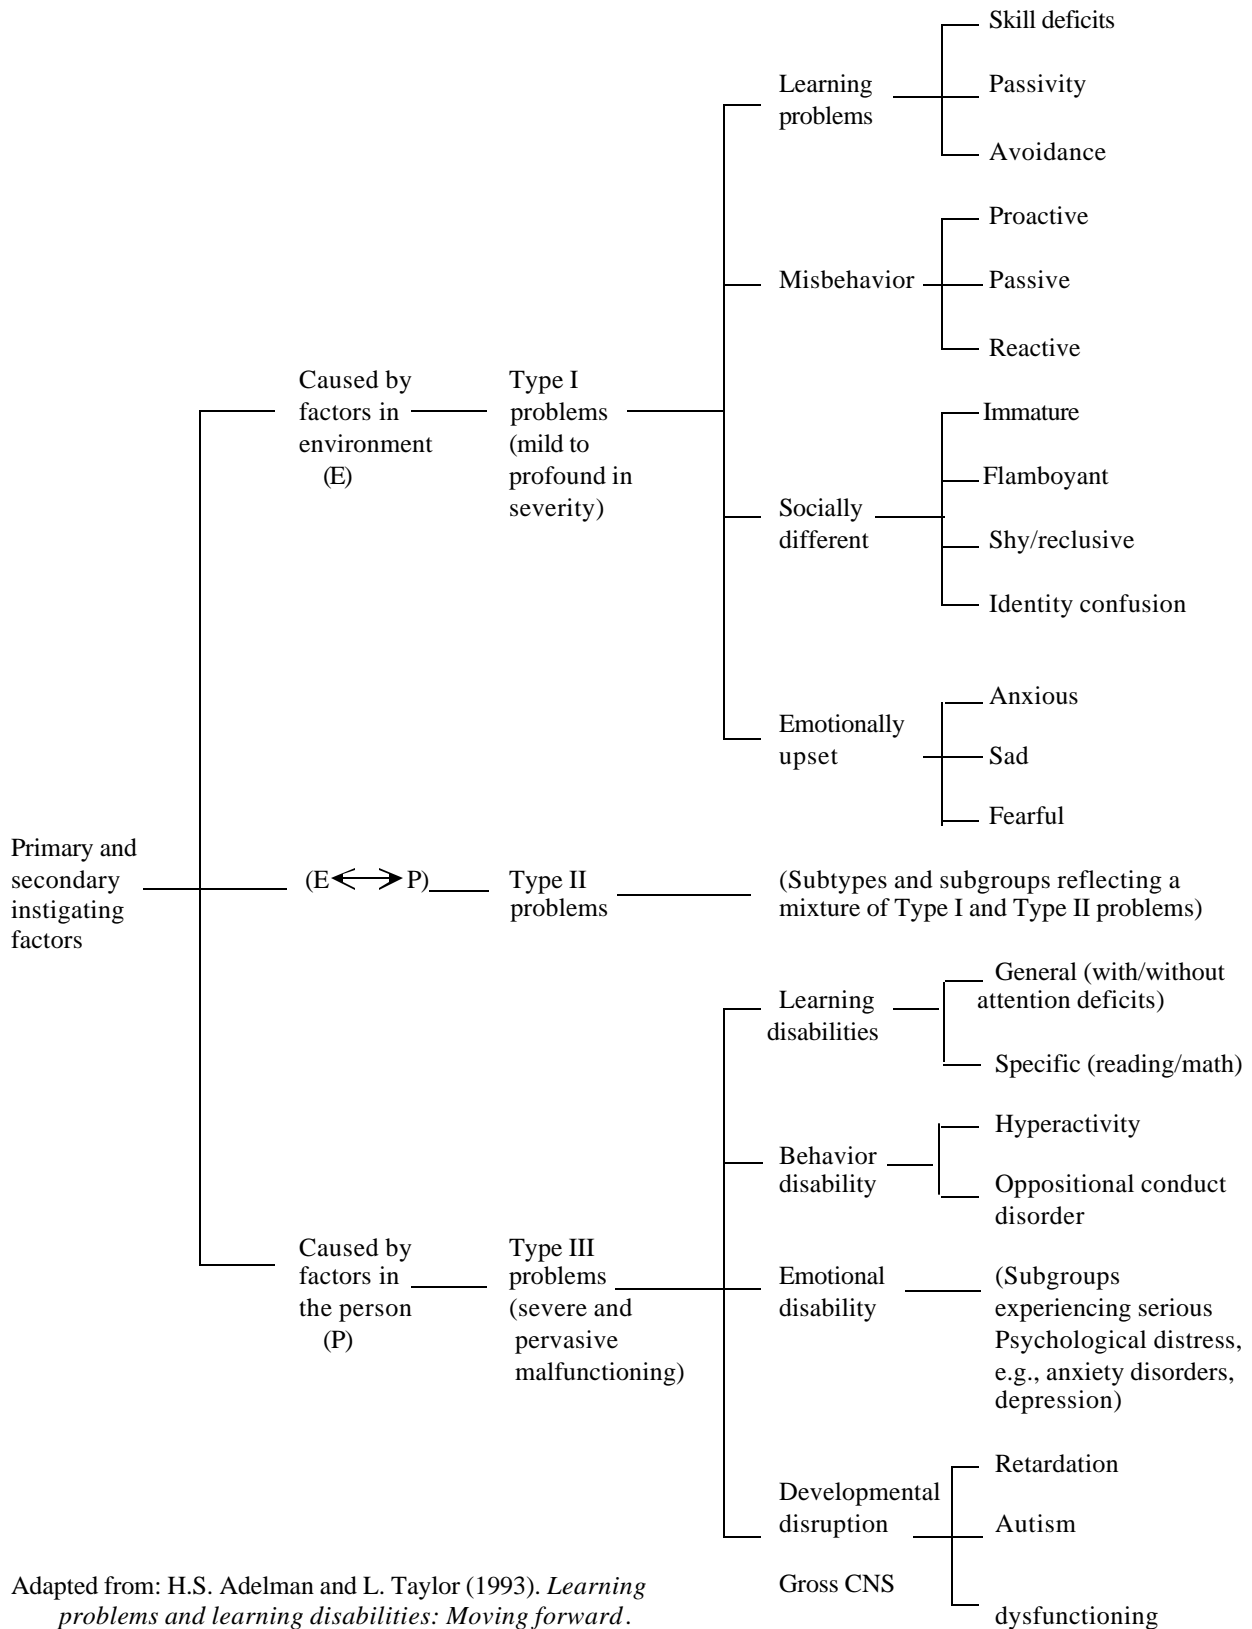 Skill deficits
Learning
problems
Passivity
Avoidance
Proactive
Misbehavior
Passive
Reactive
Caused by
factors in
environment
(E)
Type I
problems
(mild to
profound in
severity)
Immature
Flamboyant
Socially
different
Shy/reclusive
Identity confusion
Anxious
Emotionally
upset
Sad
Fearful
Primary and
secondary
instigating
factors
(E P)
Type II
problems
(Subtypes and subgroups reflecting a
mixture of Type I and Type II problems)
Learning
disabilities
General (with/without
attention deficits)
Specific (reading/math)
Hyperactivity
Behavior
disability
Oppositional conduct
disorder
Caused by
factors in
the person
(P)
Type III
problems
(severe and
pervasive
malfunctioning)
Emotional
disability
(Subgroups
experiencing serious
Psychological distress,
e.g., anxiety disorders,
depression)
Retardation
Developmental
disruption
Autism
Gross CNS
dysfunctioning
Adapted from: H.S. Adelman and L. Taylor (1993). Learning
problems and learning disabilities: Moving forward.